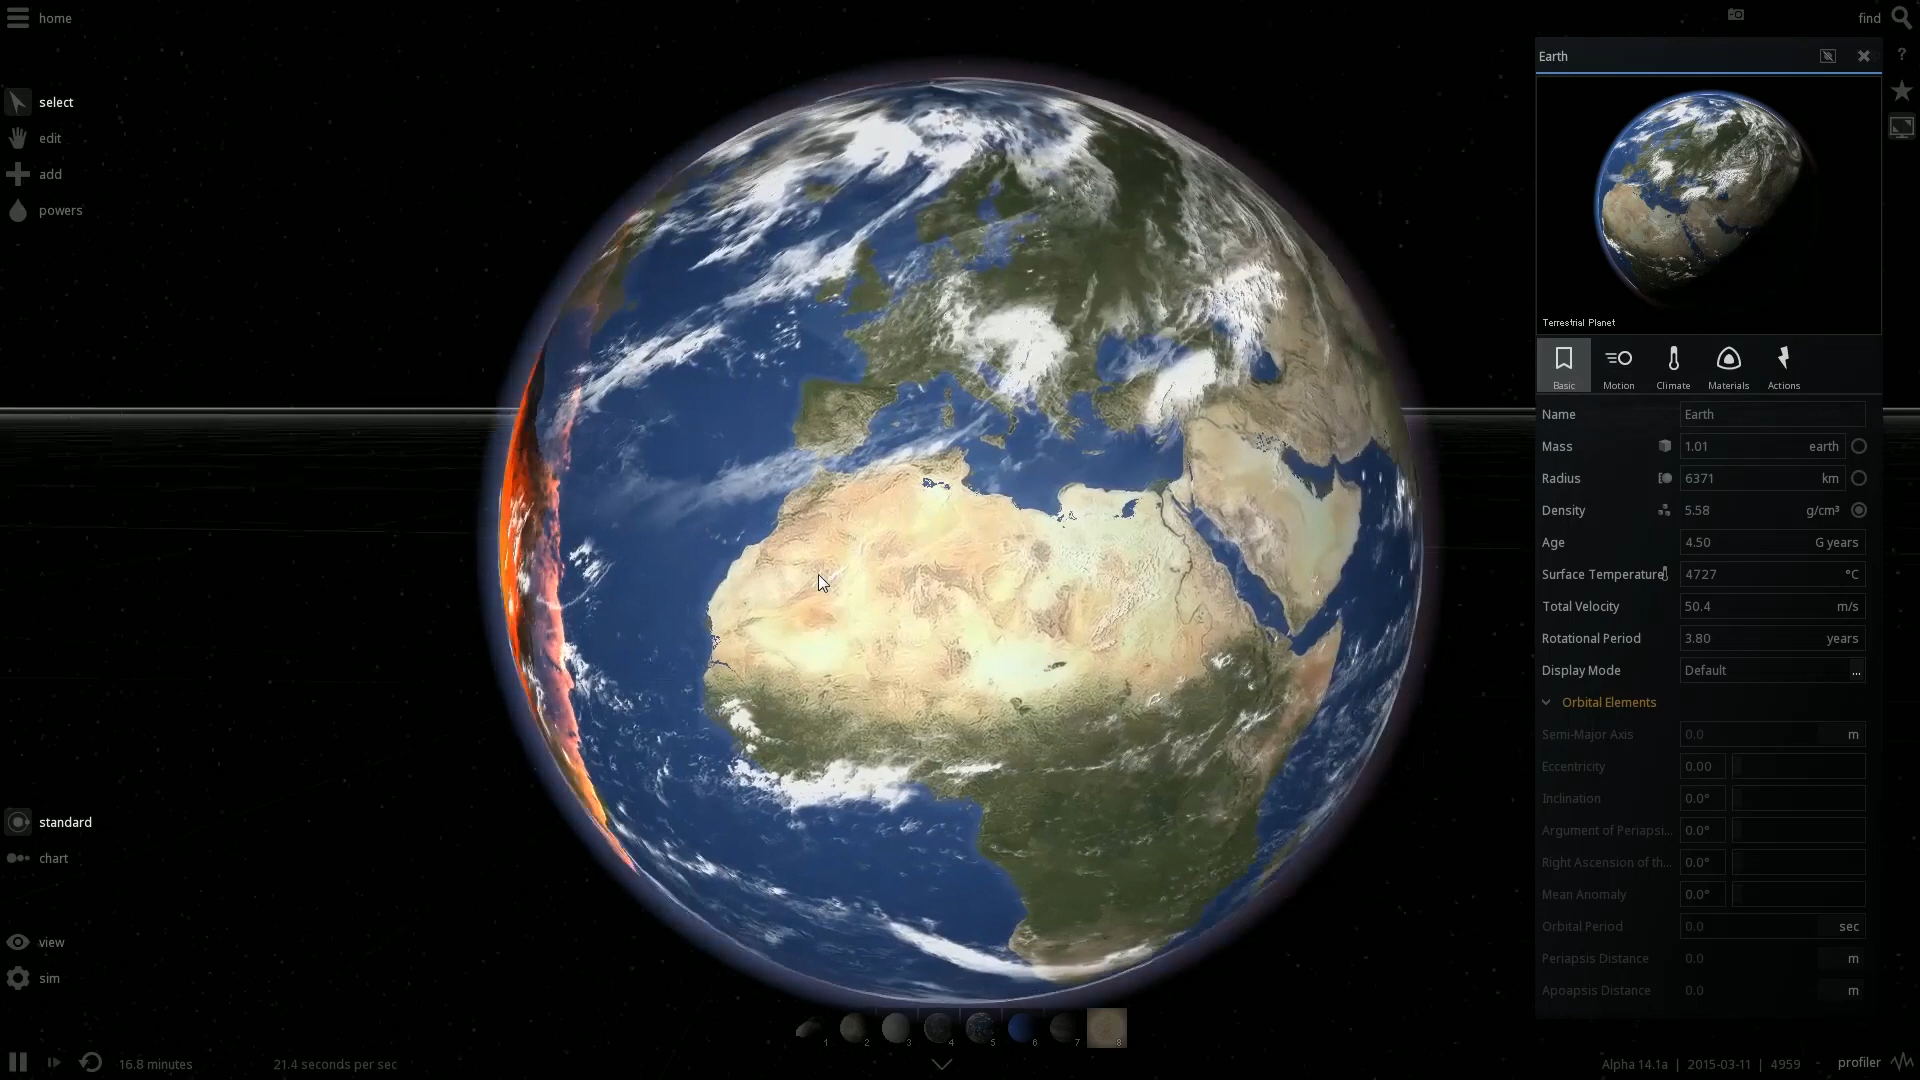 home
find
Earth
?
select
edit
add
powers
Terrestrial Planet
Basic
Motion
Climate
Materials
Actions
Name Earth
Mass 1.01 earth
Radius 6371 km
Density 5.58 g/cm³
Age 4.50 G years
Surface Temperature 4727 °C
Total Velocity 50.4 m/s
Rotational Period 3.80 years
Display Mode Default ...
Orbital Elements
Semi-Major Axis 0.0 m
Eccentricity 0.00
Inclination 0.0°
Argument of Periapsi... 0.0°
Right Ascension of th... 0.0°
Mean Anomaly 0.0°
Orbital Period 0.0 sec
Periapsis Distance 0.0 m
Apoapsis Distance 0.0 m
standard
chart
view
sim
1 2 3 4 5 6 7 8
16.8 minutes
21.4 seconds per sec
Alpha 14.1a | 2015-03-11 | 4959
profiler